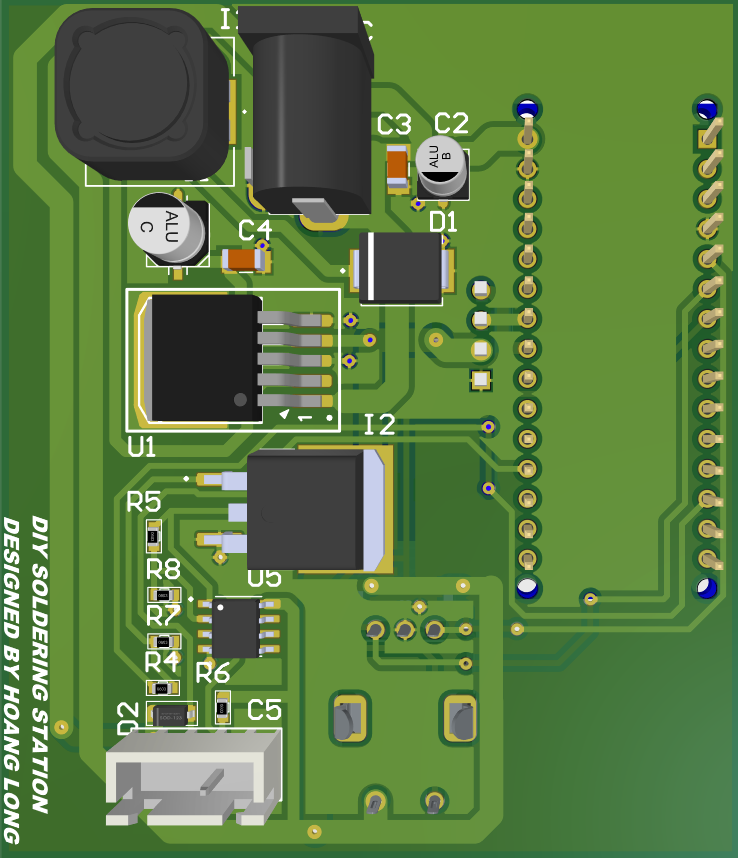 I
C
C3
C2
ALU
B
ALU
C
C4
D1
1
U1
I2
R5
U5
R8
R7
R4
R6
D2
C5
DIY SOLDERING STATION
DESIGNED BY HOANG LONG